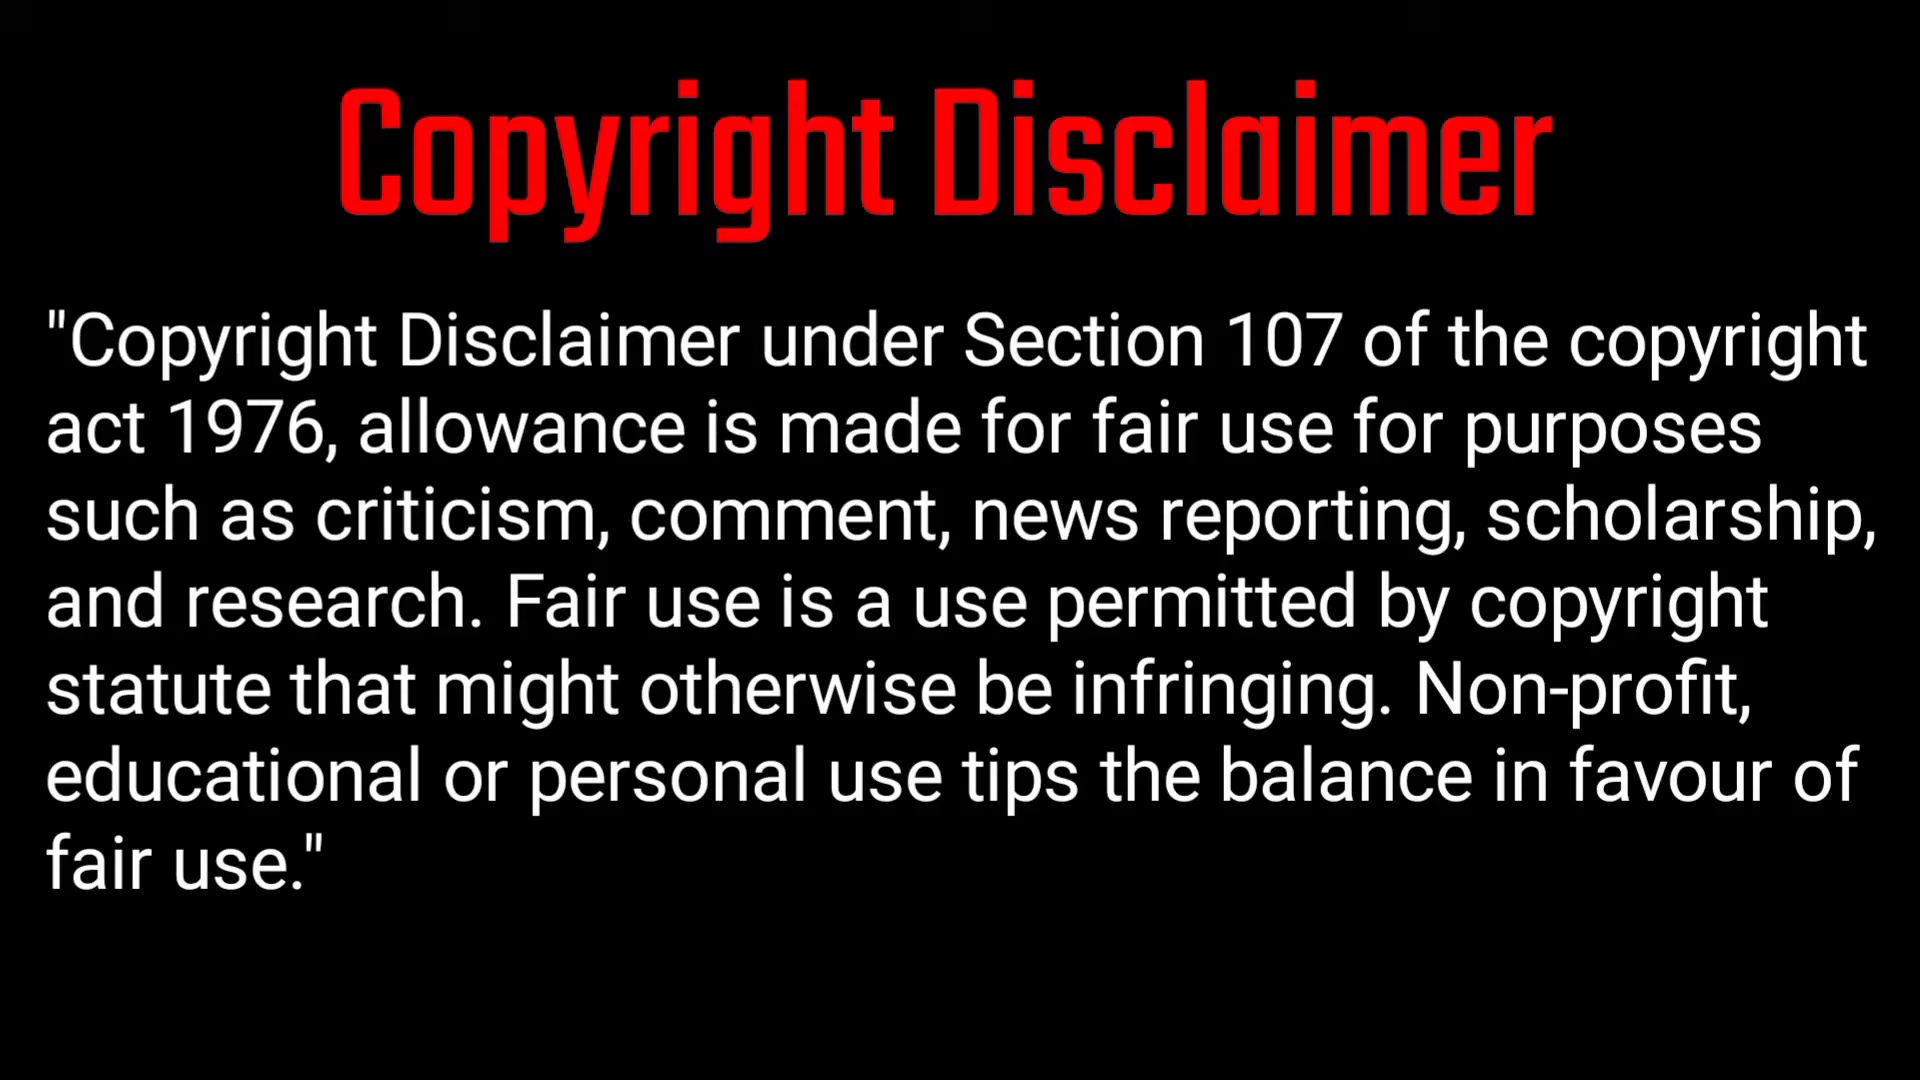 Copyright Disclaimer
"Copyright Disclaimer under Section 107 of the copyright
act 1976, allowance is made for fair use for purposes
such as criticism, comment, news reporting, scholarship,
and research. Fair use is a use permitted by copyright
statute that might otherwise be infringing. Non-profit,
educational or personal use tips the balance in favour of
fair use."